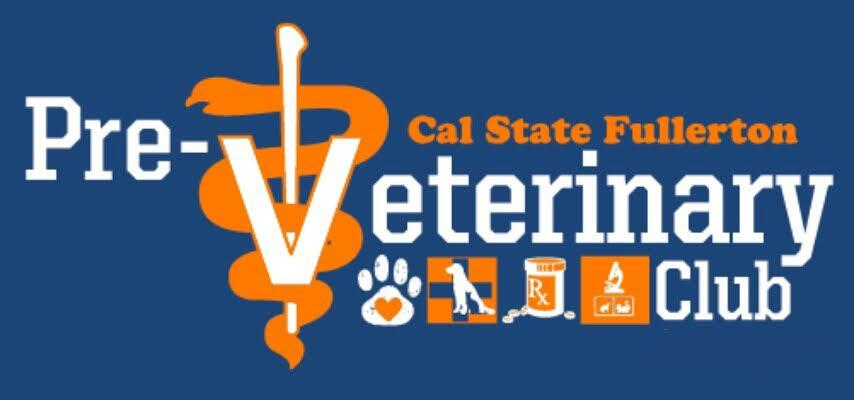 Cal State Fullerton
Pre-Veterinary
Rx
Club